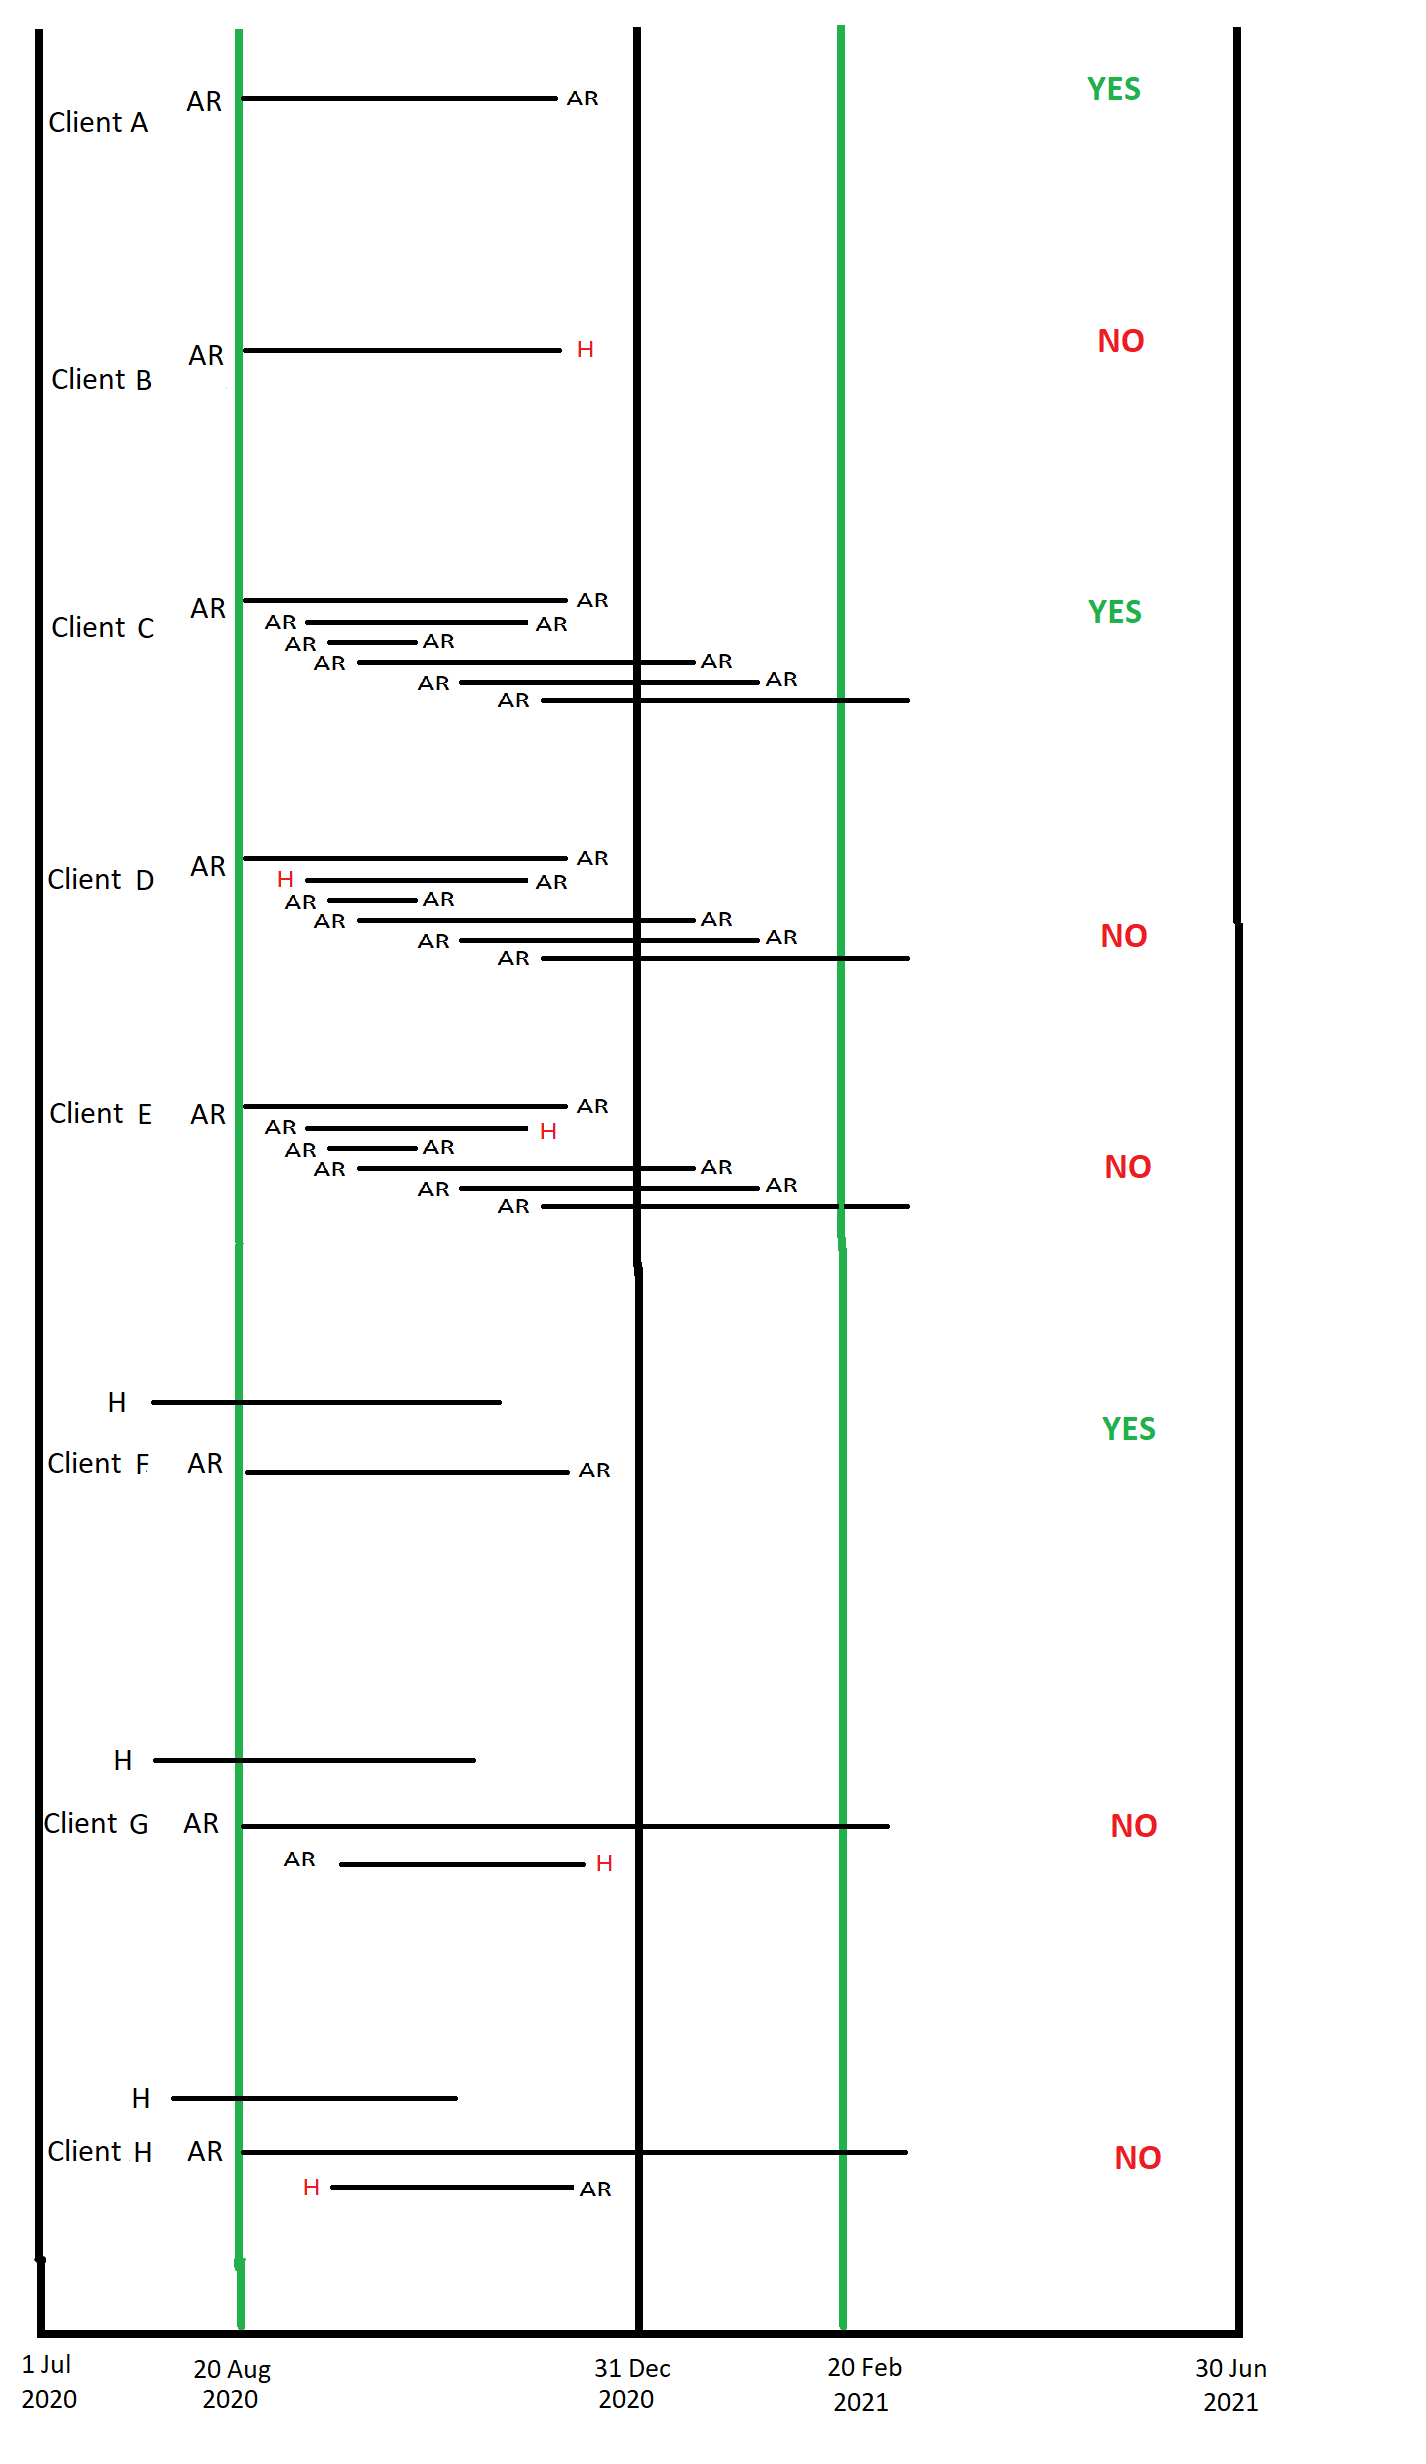 AR AR YES
Client A
AR H NO
Client B
AR AR YES
Client C AR AR
AR AR
AR AR
AR AR
AR
AR AR
Client D H AR
AR AR
AR AR
AR AR NO
AR
Client E AR AR
AR H
AR AR
AR AR NO
AR AR
AR
H YES
Client F AR AR
H
Client G AR NO
AR H
H
Client H AR NO
H AR
1 Jul 20 Aug 31 Dec 20 Feb 30 Jun
2020 2020 2020 2021 2021